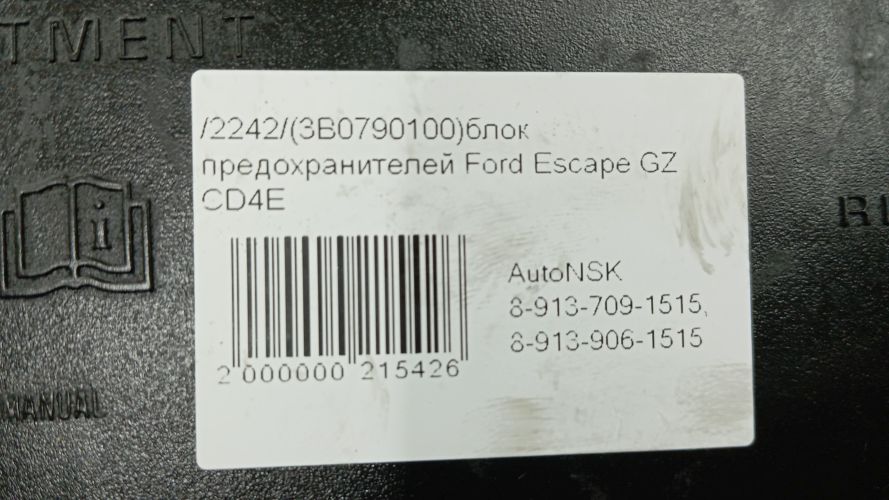 TMENT
/2242/(3B0790100)блок
предохранителей Ford Escape GZ
CD4E
AutoNSK
8-913-709-1515,
8-913-906-1515
2 000000 215426
MANUAL